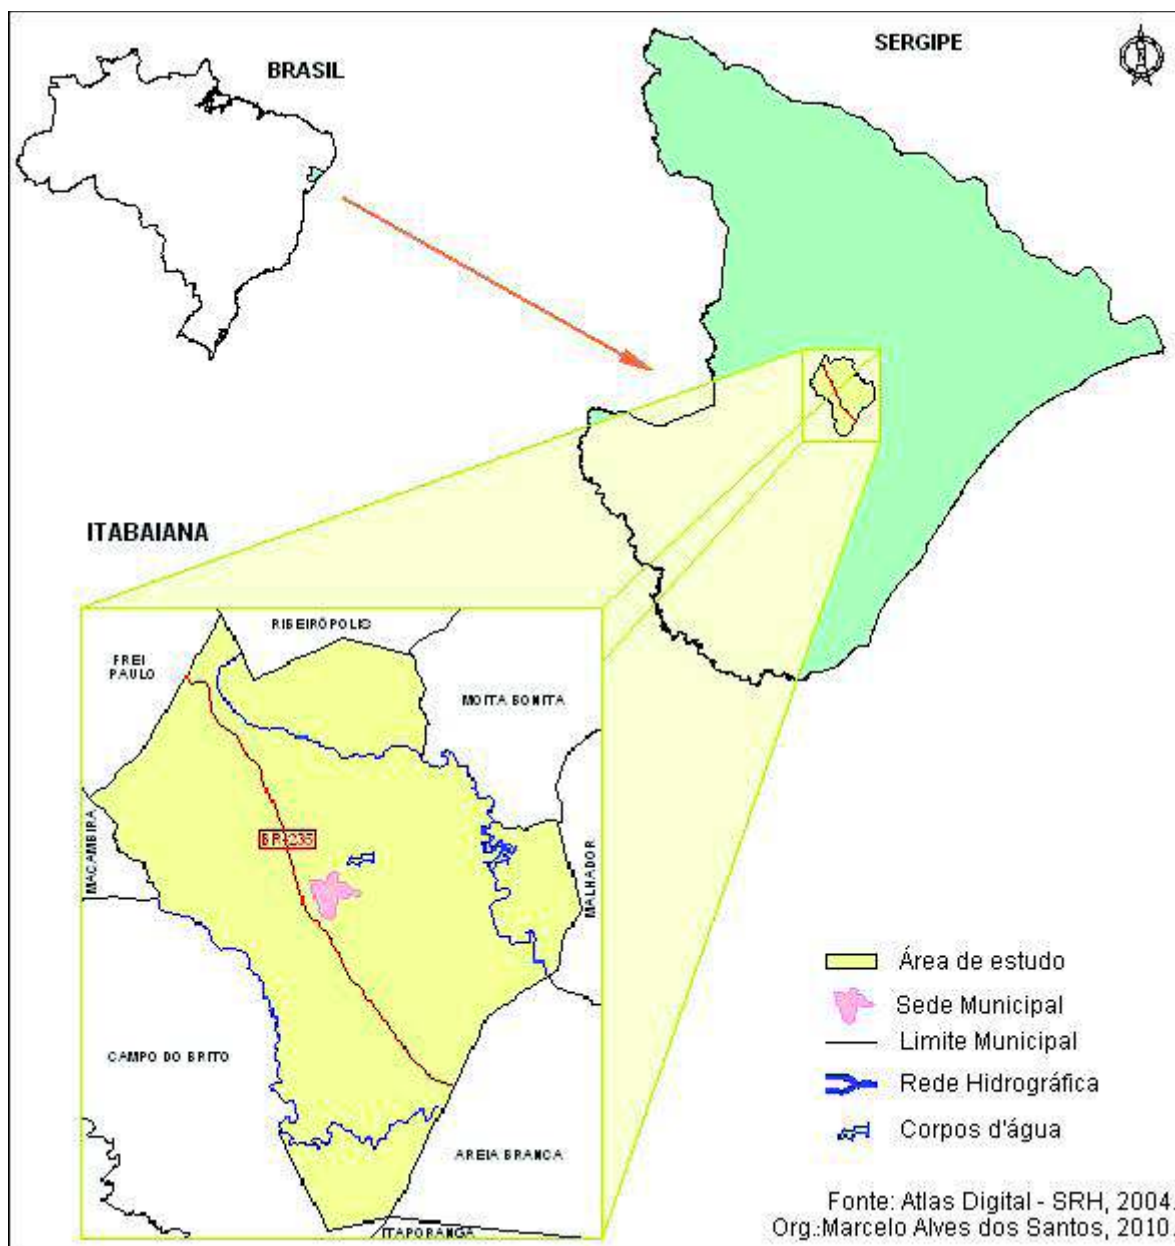 BRASIL
SERGIPE
N
ITABAIANA
RIBEIRÓPOLIS
FREI
PAULO
MOITA BONITA
MACAMBIRA
BR-235
MALHADOR
CAMPO DO BRITO
AREIA BRANCA
ITAPORANGA
Área de estudo
Sede Municipal
Limite Municipal
Rede Hidrográfica
Corpos d'água
Fonte: Atlas Digital - SRH, 2004.
Org.:Marcelo Alves dos Santos, 2010.